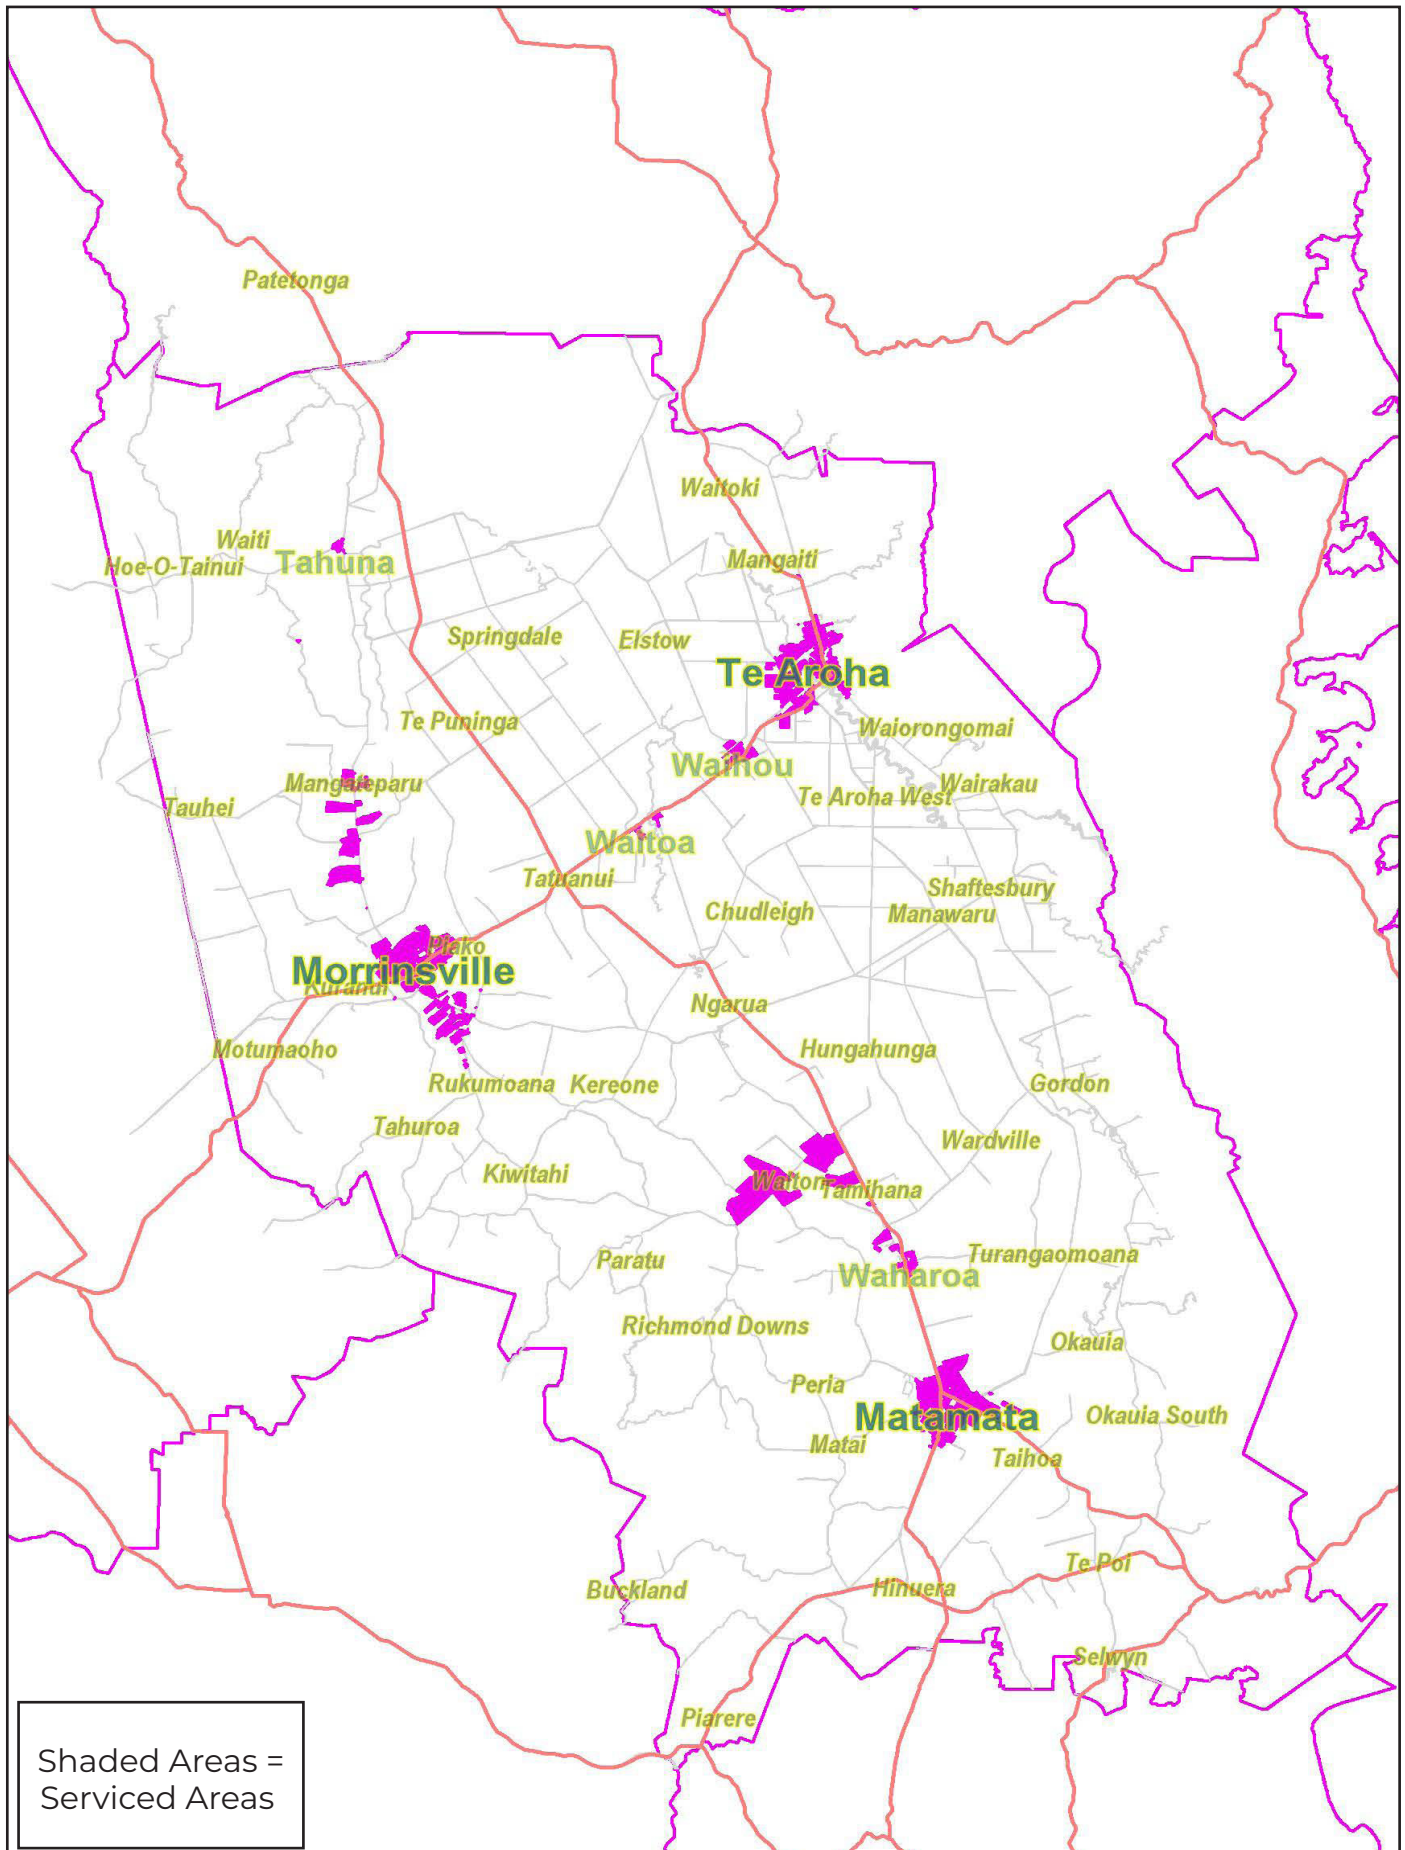 Patetonga
Waitoki
Waiti
Hoe-O-Tainui
Tahuna
Mangaiti
Springdale
Elstow
Te Aroha
Te Puninga
Waiorongomai
Waihou
Mangateparu
Wairakau
Tauhei
Te Aroha West
Waitoa
Tatuanui
Shaftesbury
Chudleigh
Manawaru
Piako
Morrinsville
Kuranui
Ngarua
Motumaoho
Hungahunga
Rukumoana
Kereone
Gordon
Tahuroa
Wardville
Kiwitahi
Walton
Tamihana
Paratu
Turangaomoana
Waharoa
Richmond Downs
Okauia
Peria
Matamata
Okauia South
Matai
Taihoa
Te Poi
Buckland
Hinuera
Selwyn
Piarere
Shaded Areas =
Serviced Areas